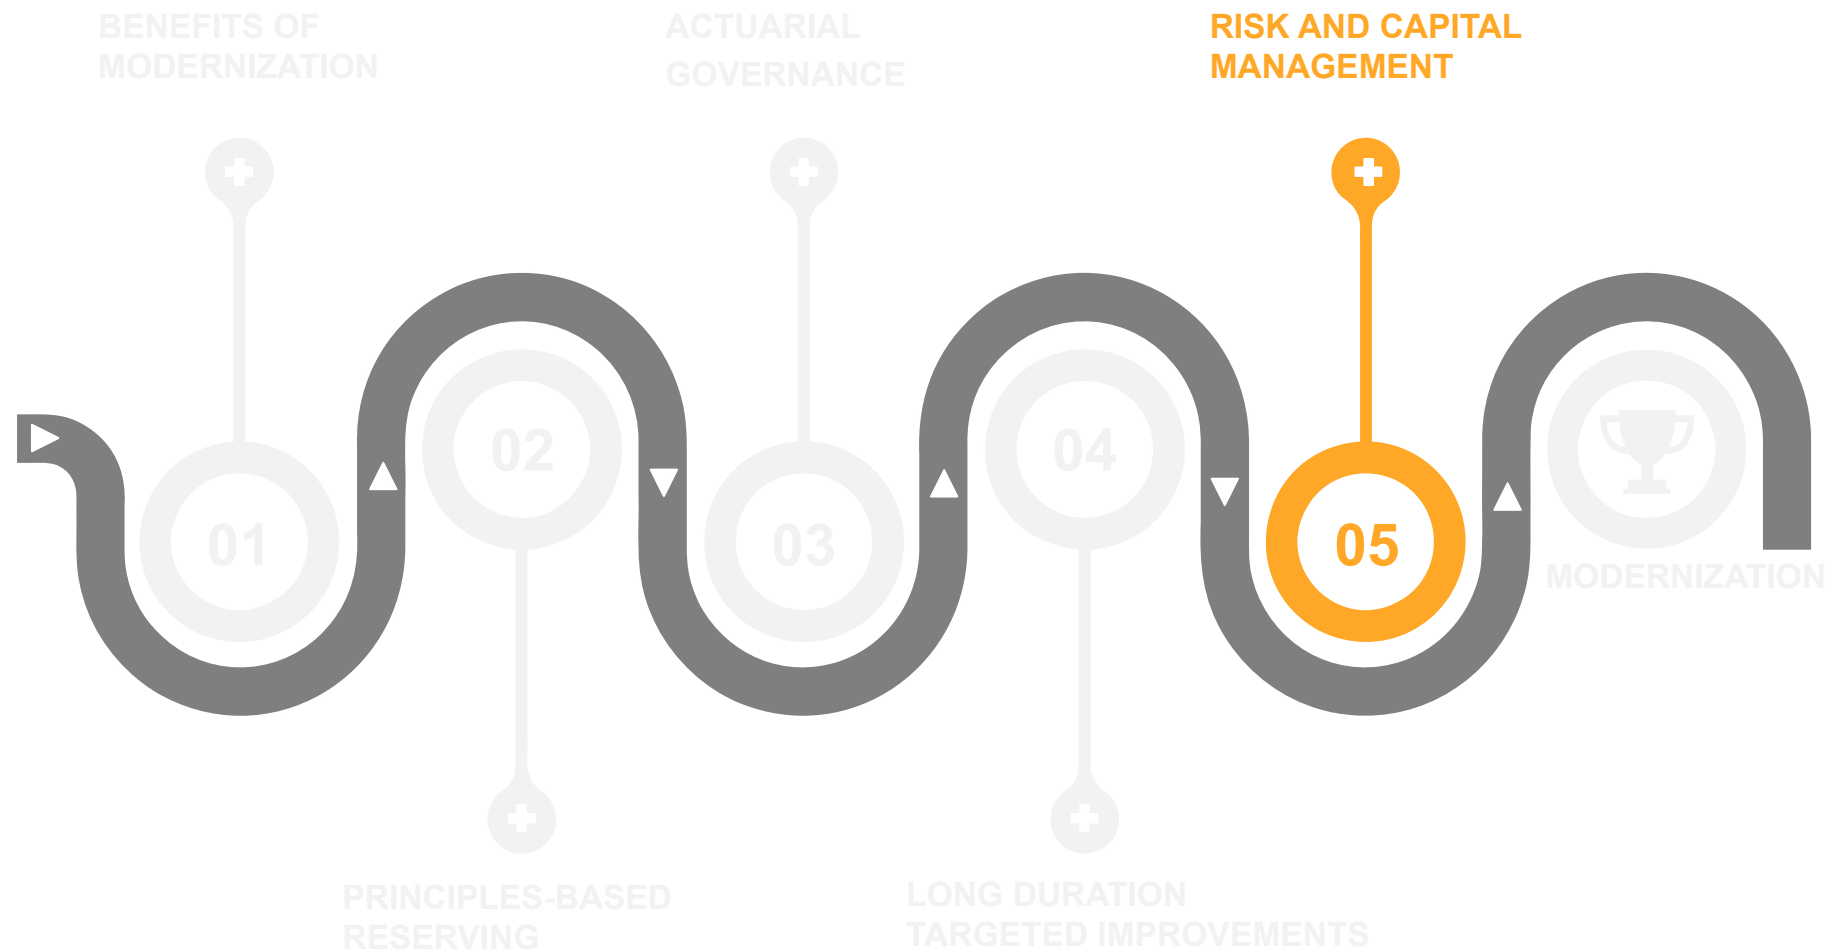 BENEFITS OF
MODERNIZATION
ACTUARIAL
GOVERNANCE
RISK AND CAPITAL
MANAGEMENT
01
02
03
04
05
MODERNIZATION
PRINCIPLES-BASED
RESERVING
LONG DURATION
TARGETED IMPROVEMENTS